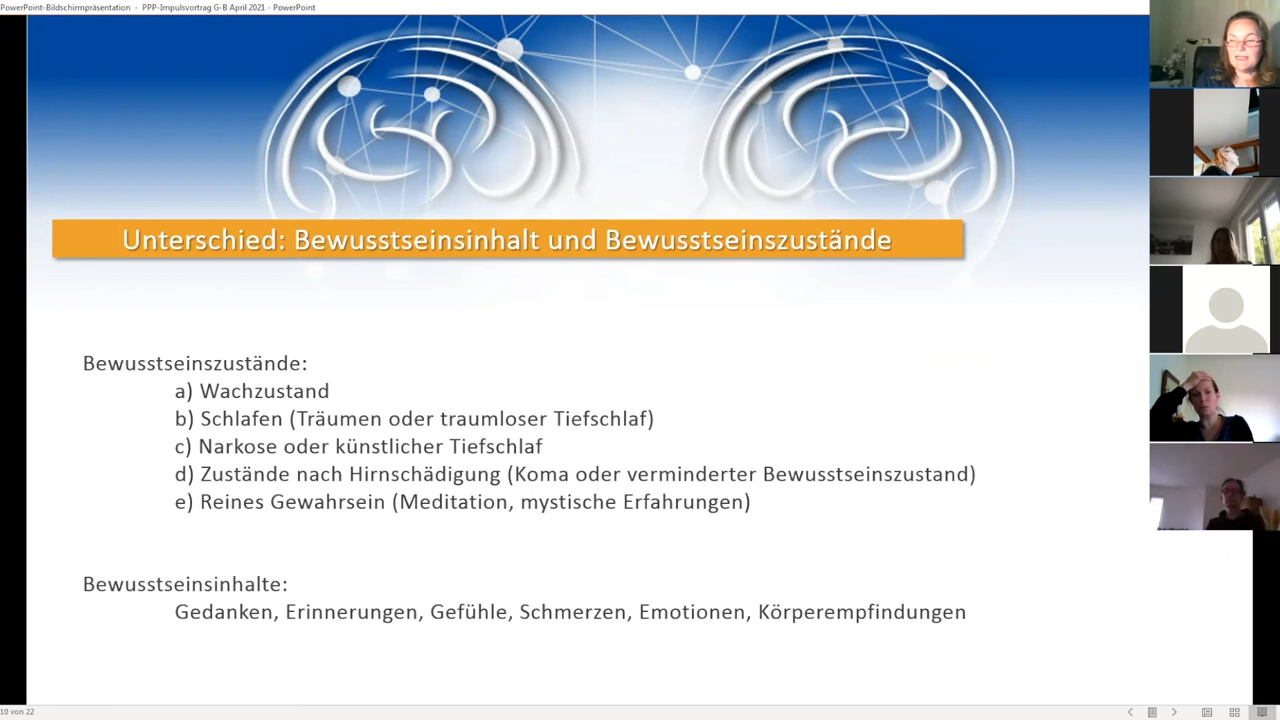 PowerPoint-Bildschirmpräsentation - PPP-Impulsvortrag G-B April 2021 - PowerPoint
Unterschied: Bewusstseinsinhalt und Bewusstseinszustände
Bewusstseinszustände:
a) Wachzustand
b) Schlafen (Träumen oder traumloser Tiefschlaf)
c) Narkose oder künstlicher Tiefschlaf
d) Zustände nach Hirnschädigung (Koma oder verminderter Bewusstseinszustand)
e) Reines Gewahrsein (Meditation, mystische Erfahrungen)
Bewusstseinsinhalte:
Gedanken, Erinnerungen, Gefühle, Schmerzen, Emotionen, Körperempfindungen
10 von 22